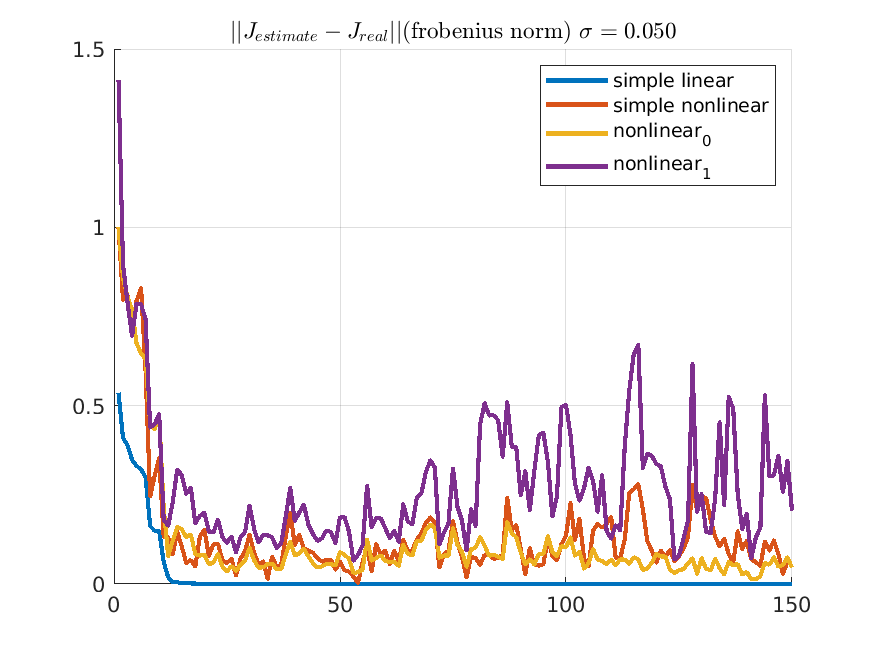 ||J_estimate − J_real||(frobenius norm) σ = 0.050
1.5
simple linear
simple nonlinear
nonlinear_0
nonlinear_1
1
0.5
0
0 50 100 150